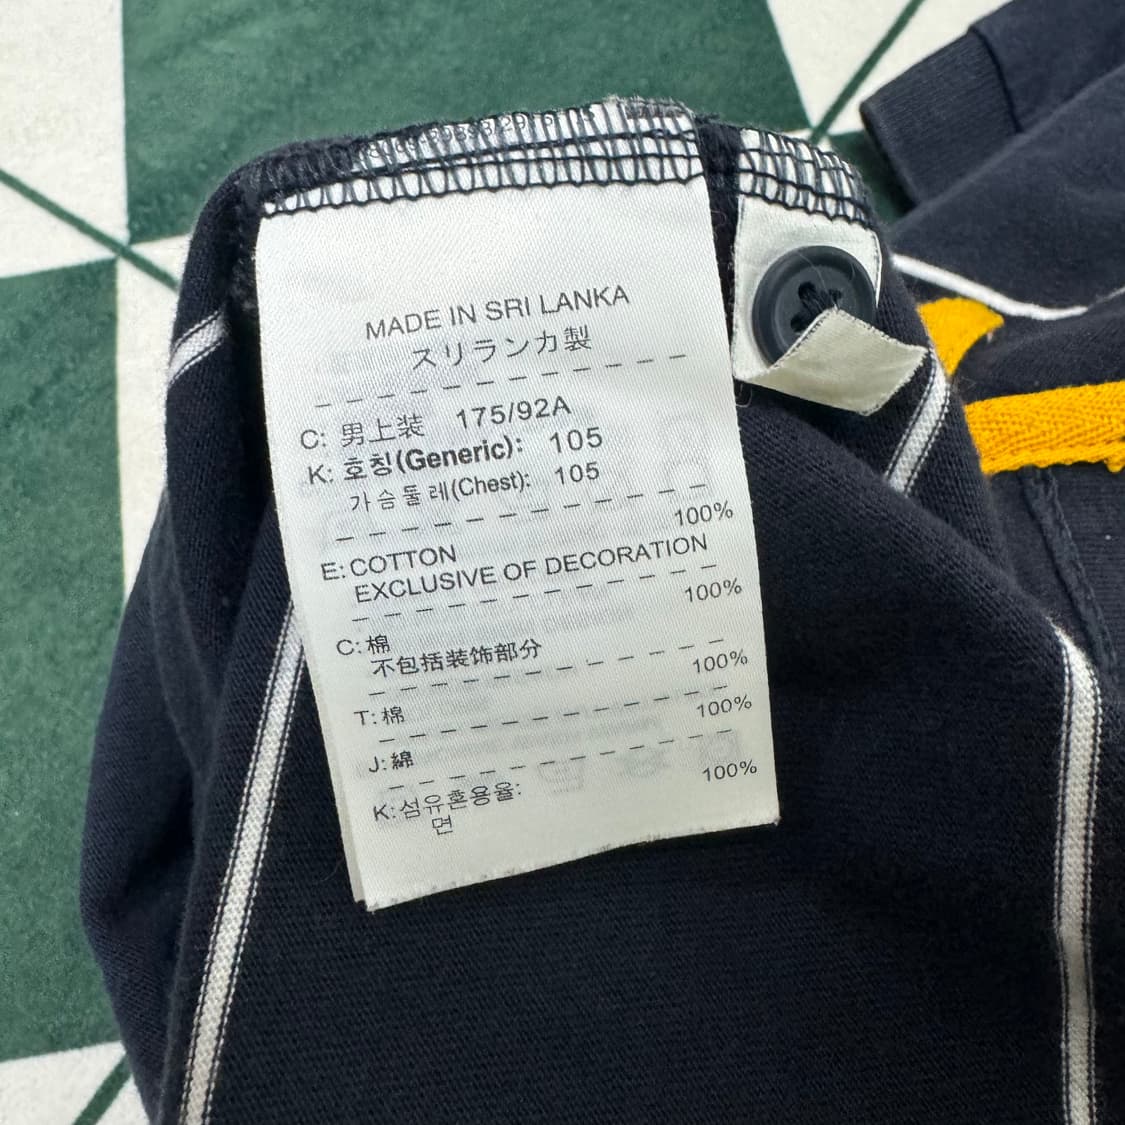 MADE IN SRI LANKA
スリランカ製
C: 男上装 175/92A
K: 호칭(Generic): 105
가슴둘레(Chest): 105
100%
E: COTTON
EXCLUSIVE OF DECORATION
100%
C: 棉
不包括装饰部分
100%
T: 棉
100%
J: 綿
100%
K: 섬유혼용율:
면